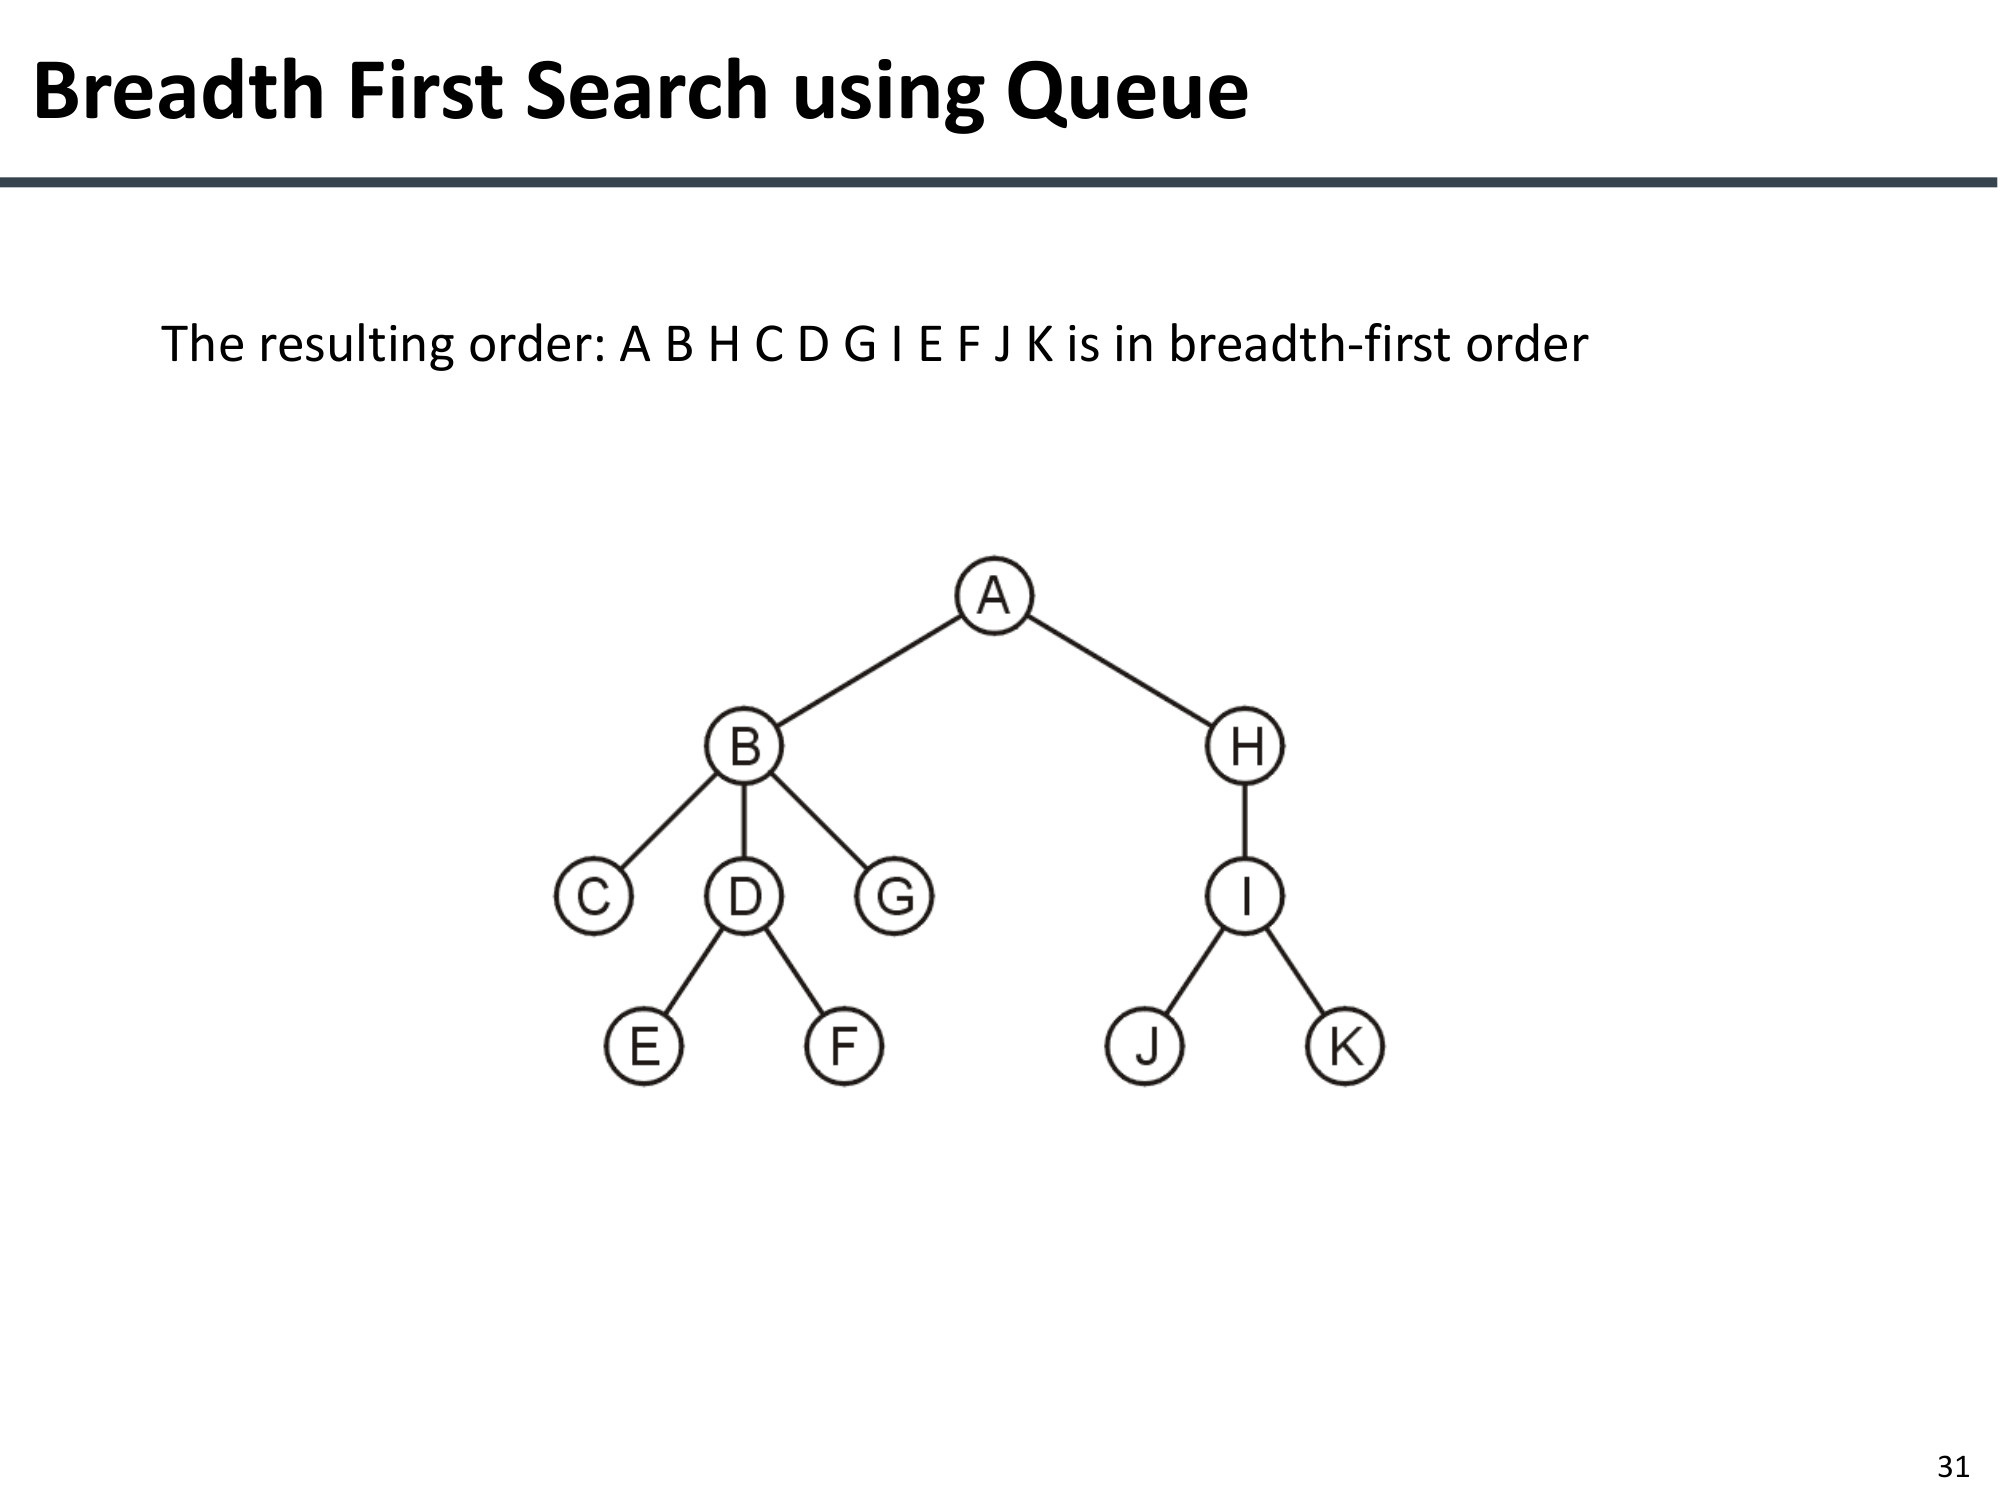 Breadth First Search using Queue
The resulting order: A B H C D G I E F J K is in breadth-first order
A
B H
C D G I
E F J K
31